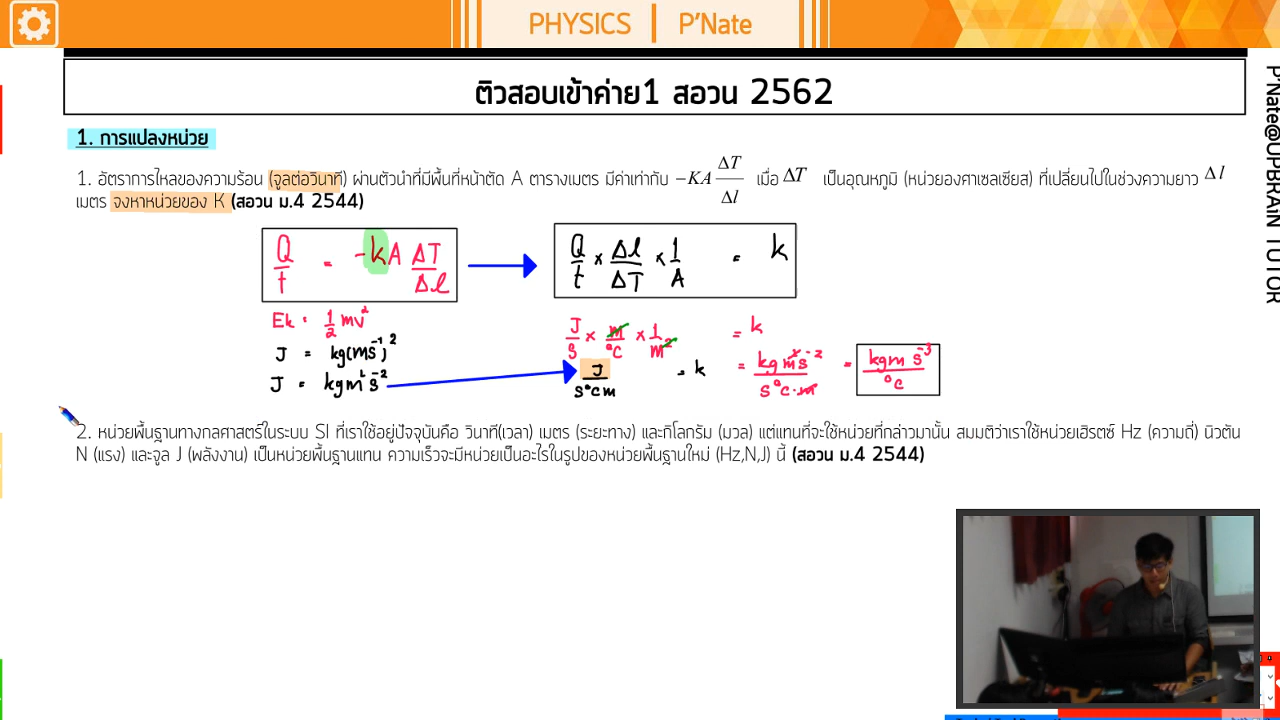 PHYSICS | P'Nate
ติวสอบเข้าค่าย1 สอวน 2562
P'Nate@UPBRAiN TUTOR
1. การแปลงหน่วย
1. อัตราการไหลของความร้อน (จูลต่อวินาที) ผ่านตัวนำที่มีพื้นที่หน้าตัด A ตารางเมตร มีค่าเท่ากับ −KA ΔT/Δl เมื่อ ΔT เป็นอุณหภูมิ (หน่วยองศาเซลเซียส) ที่เปลี่ยนไปในช่วงความยาว Δl
เมตร จงหาหน่วยของ K (สอวน ม.4 2544)
Q/t = -kA ΔT/Δl
Q/t × Δl/ΔT × 1/A = k
Ek = 1/2 mv²
J = kg(ms⁻¹)²
J = kgm²s⁻²
J/s × m/°C × 1/m² = k
J/s°cm = k
= kgm²s⁻²/s°c·m = kgm s⁻³/°c
2. หน่วยพื้นฐานทางกลศาสตร์ในระบบ SI ที่เราใช้อยู่ปัจจุบันคือ วินาที(เวลา) เมตร (ระยะทาง) และกิโลกรัม (มวล) แต่แทนที่จะใช้หน่วยที่กล่าวมานั้น สมมติว่าเราใช้หน่วยเฮิรตซ์ Hz (ความถี่) นิวตัน
N (แรง) และจูล J (พลังงาน) เป็นหน่วยพื้นฐานแทน ความเร็วจะมีหน่วยเป็นอะไรในรูปของหน่วยพื้นฐานใหม่ (Hz,N,J) นี้ (สอวน ม.4 2544)